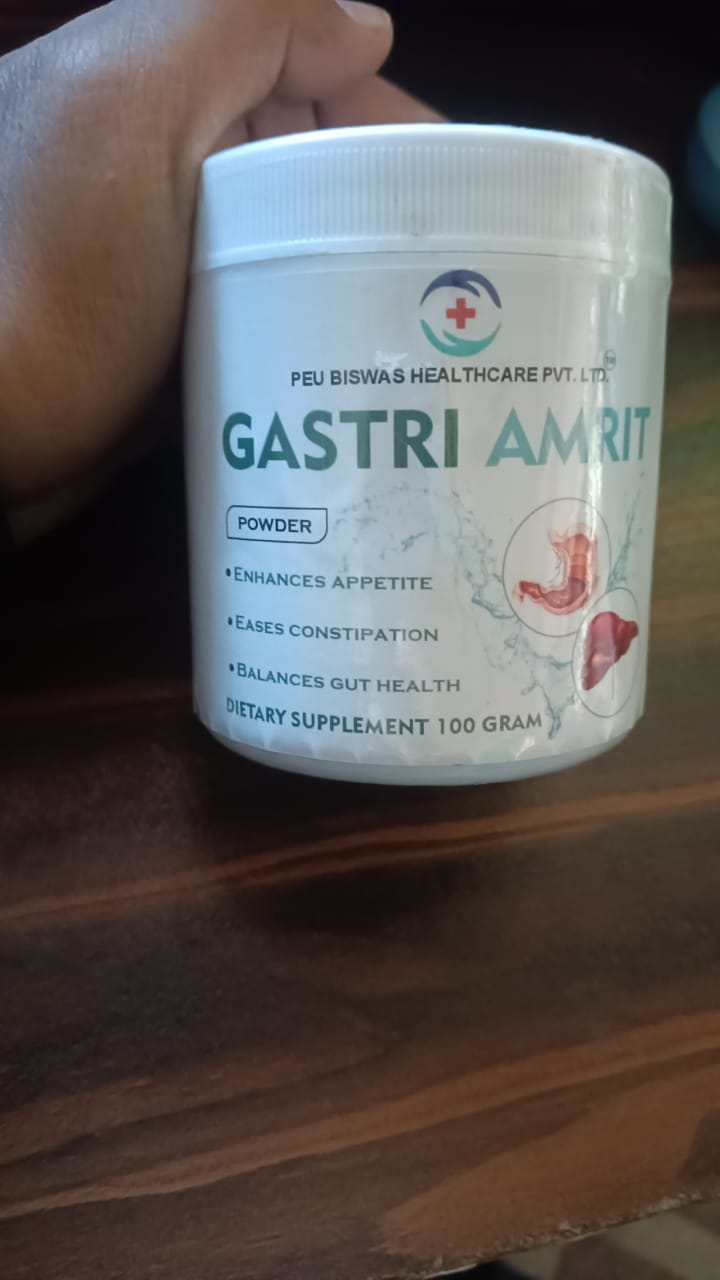 PEU BISWAS HEALTHCARE PVT. LTD.™
GASTRI AMRIT
POWDER
• ENHANCES APPETITE
• EASES CONSTIPATION
• BALANCES GUT HEALTH
DIETARY SUPPLEMENT 100 GRAM